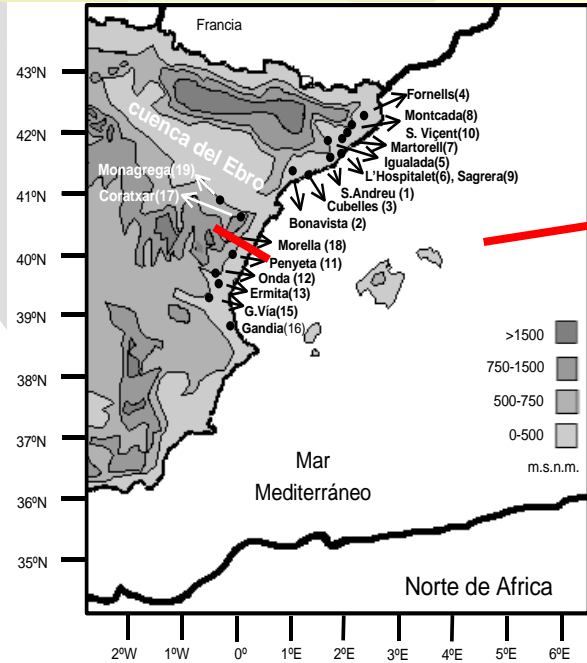 Francia
43ºN
42ºN
41ºN
40ºN
39ºN
38ºN
37ºN
36ºN
35ºN
cuenca del Ebro
Monagrega(19)
Coratxar(17)
Fornells(4)
Montcada(8)
S. Viçent(10)
Martorell(7)
Igualada(5)
L'Hospitalet(6), Sagrera(9)
S.Andreu (1)
Cubelles (3)
Bonavista (2)
Morella (18)
Penyeta (11)
Onda (12)
Ermita(13)
G.Vía(15)
Gandia(16)
>1500
750-1500
500-750
0-500
m.s.n.m.
Mar
Mediterráneo
Norte de Africa
2ºW 1ºW 0º 1ºE 2ºE 3ºE 4ºE 5ºE 6ºE